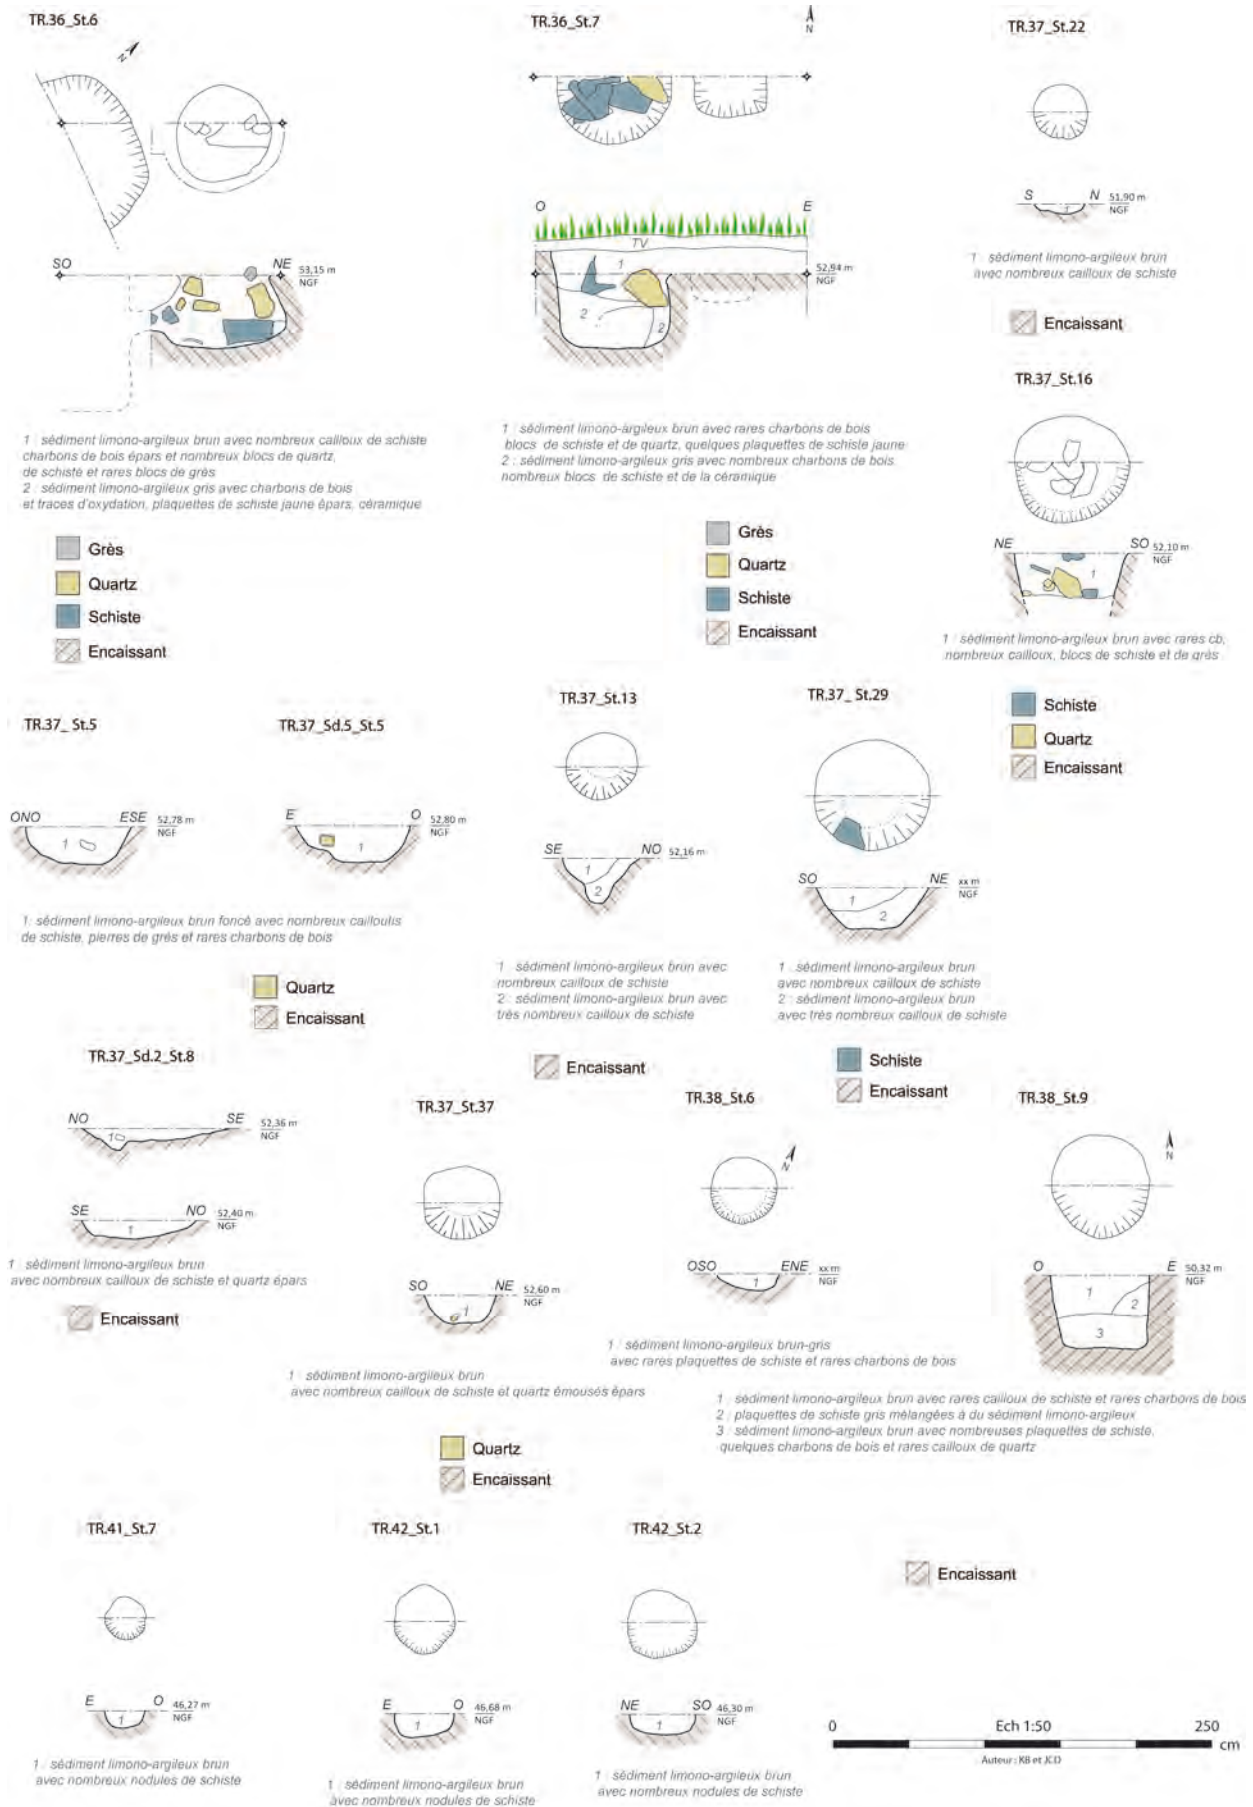 TR.36_St.6
N
SO
NE
53,15 m
NGF
1 : sédiment limono-argileux brun avec nombreux cailloux de schiste
charbons de bois épars et nombreux blocs de quartz,
de schiste et rares blocs de grès
2 : sédiment limono-argileux gris avec charbons de bois
et traces d'oxydation, plaquettes de schiste jaune épars, céramique
Grès
Quartz
Schiste
Encaissant
TR.36_St.7
N
O
E
TV
1
2
2
52,94 m
NGF
1 : sédiment limono-argileux brun avec rares charbons de bois
blocs de schiste et de quartz, quelques plaquettes de schiste jaune
2 : sédiment limono-argileux gris avec nombreux charbons de bois
nombreux blocs de schiste et de la céramique
Grès
Quartz
Schiste
Encaissant
TR.37_St.22
S
N
1
51,90 m
NGF
1 : sédiment limono-argileux brun
avec nombreux cailloux de schiste
Encaissant
TR.37_St.16
NE
SO
1
52,10 m
NGF
1 : sédiment limono-argileux brun avec rares cb,
nombreux cailloux, blocs de schiste et de grès
Schiste
Quartz
Encaissant
TR.37_ St.5
ONO
ESE
1
52,78 m
NGF
TR.37_Sd.5_St.5
E
O
1
52,80 m
NGF
1: sédiment limono-argileux brun foncé avec nombreux cailloutis
de schiste, pierres de grès et rares charbons de bois
Quartz
Encaissant
TR.37_St.13
SE
NO
1
2
52,16 m
1 : sédiment limono-argileux brun avec
nombreux cailloux de schiste
2 : sédiment limono-argileux brun avec
très nombreux cailloux de schiste
Encaissant
TR.37_ St.29
SO
NE
1
2
xx m
NGF
1 : sédiment limono-argileux brun
avec nombreux cailloux de schiste
2 : sédiment limono-argileux brun
avec très nombreux cailloux de schiste
Schiste
Encaissant
TR.37_Sd.2_St.8
NO
SE
1
52,36 m
NGF
SE
NO
1
52,40 m
NGF
1 : sédiment limono-argileux brun
avec nombreux cailloux de schiste et quartz épars
Encaissant
TR.37_St.37
SO
NE
1
52,60 m
NGF
1 : sédiment limono-argileux brun
avec nombreux cailloux de schiste et quartz émousés épars
Quartz
Encaissant
TR.38_St.6
N
OSO
ENE
1
xx m
NGF
1 : sédiment limono-argileux brun-gris
avec rares plaquettes de schiste et rares charbons de bois
TR.38_St.9
N
O
E
1
2
3
50,32 m
NGF
1 : sédiment limono-argileux brun avec rares cailloux de schiste et rares charbons de bois
2 : plaquettes de schiste gris mélangées à du sédiment limono-argileux
3 : sédiment limono-argileux brun avec nombreuses plaquettes de schiste,
quelques charbons de bois et rares cailloux de quartz
TR.41_St.7
E
O
1
46,27 m
NGF
1 : sédiment limono-argileux brun
avec nombreux nodules de schiste
TR.42_St.1
E
O
1
46,68 m
NGF
1 : sédiment limono-argileux brun
avec nombreux nodules de schiste
TR.42_St.2
NE
SO
1
46,30 m
NGF
1 : sédiment limono-argileux brun
avec nombreux nodules de schiste
Encaissant
0
Ech 1:50
250
cm
Auteur : KB et JCD